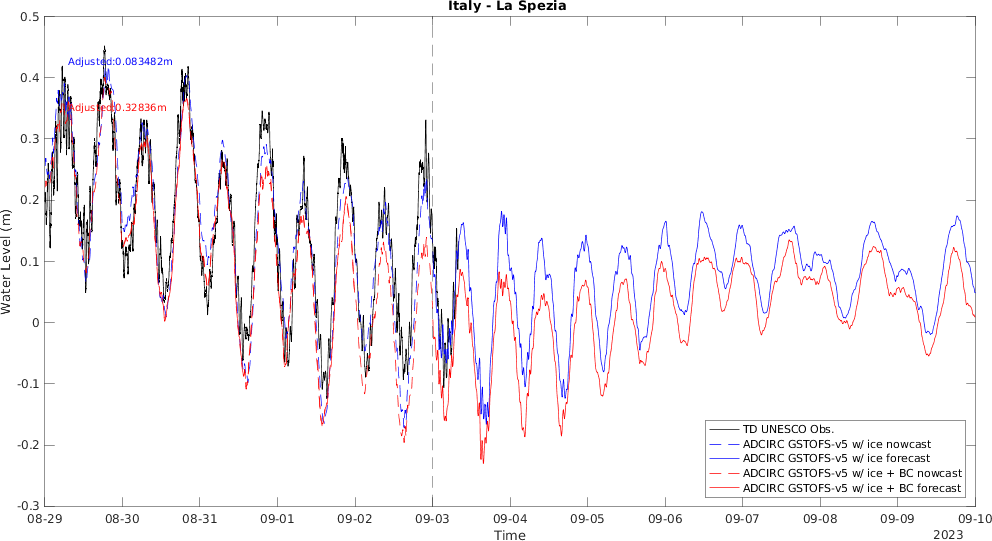 Italy - La Spezia
0.5
0.4
0.3
0.2
0.1
0
-0.1
-0.2
-0.3
Water Level (m)
Adjusted:0.083482m
Adjusted:0.32836m
TD UNESCO Obs.
ADCIRC GSTOFS-v5 w/ ice nowcast
ADCIRC GSTOFS-v5 w/ ice forecast
ADCIRC GSTOFS-v5 w/ ice + BC nowcast
ADCIRC GSTOFS-v5 w/ ice + BC forecast
08-29 08-30 08-31 09-01 09-02 09-03 09-04 09-05 09-06 09-07 09-08 09-09 09-10
Time
2023